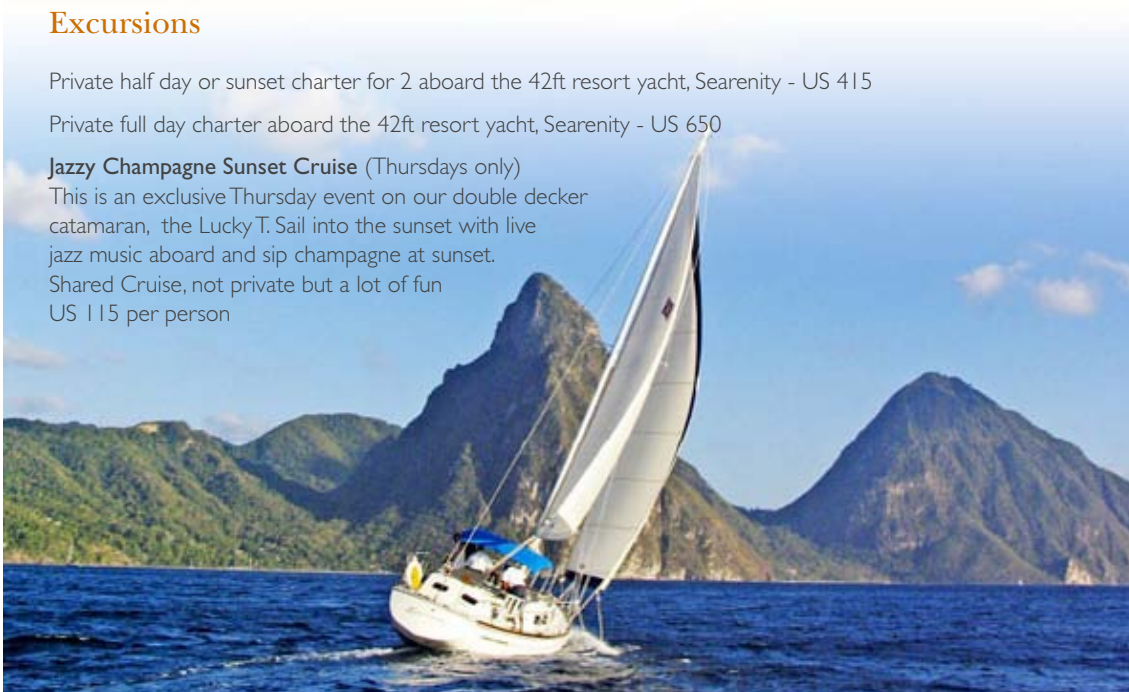 Excursions
Private half day or sunset charter for 2 aboard the 42ft resort yacht, Searenity - US 415
Private full day charter aboard the 42ft resort yacht, Searenity - US 650
Jazzy Champagne Sunset Cruise (Thursdays only)
This is an exclusive Thursday event on our double decker
catamaran, the Lucky T. Sail into the sunset with live
jazz music aboard and sip champagne at sunset.
Shared Cruise, not private but a lot of fun
US 115 per person